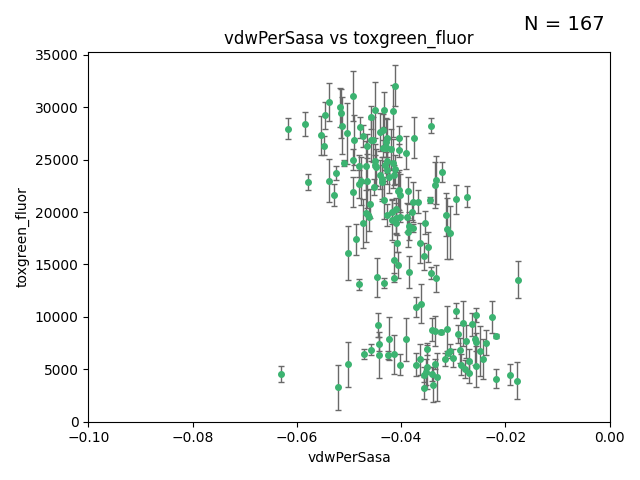 N = 167
vdwPerSasa vs toxgreen_fluor
35000
30000
25000
20000
15000
10000
5000
0
toxgreen_fluor
−0.10 −0.08 −0.06 −0.04 −0.02 0.00
vdwPerSasa